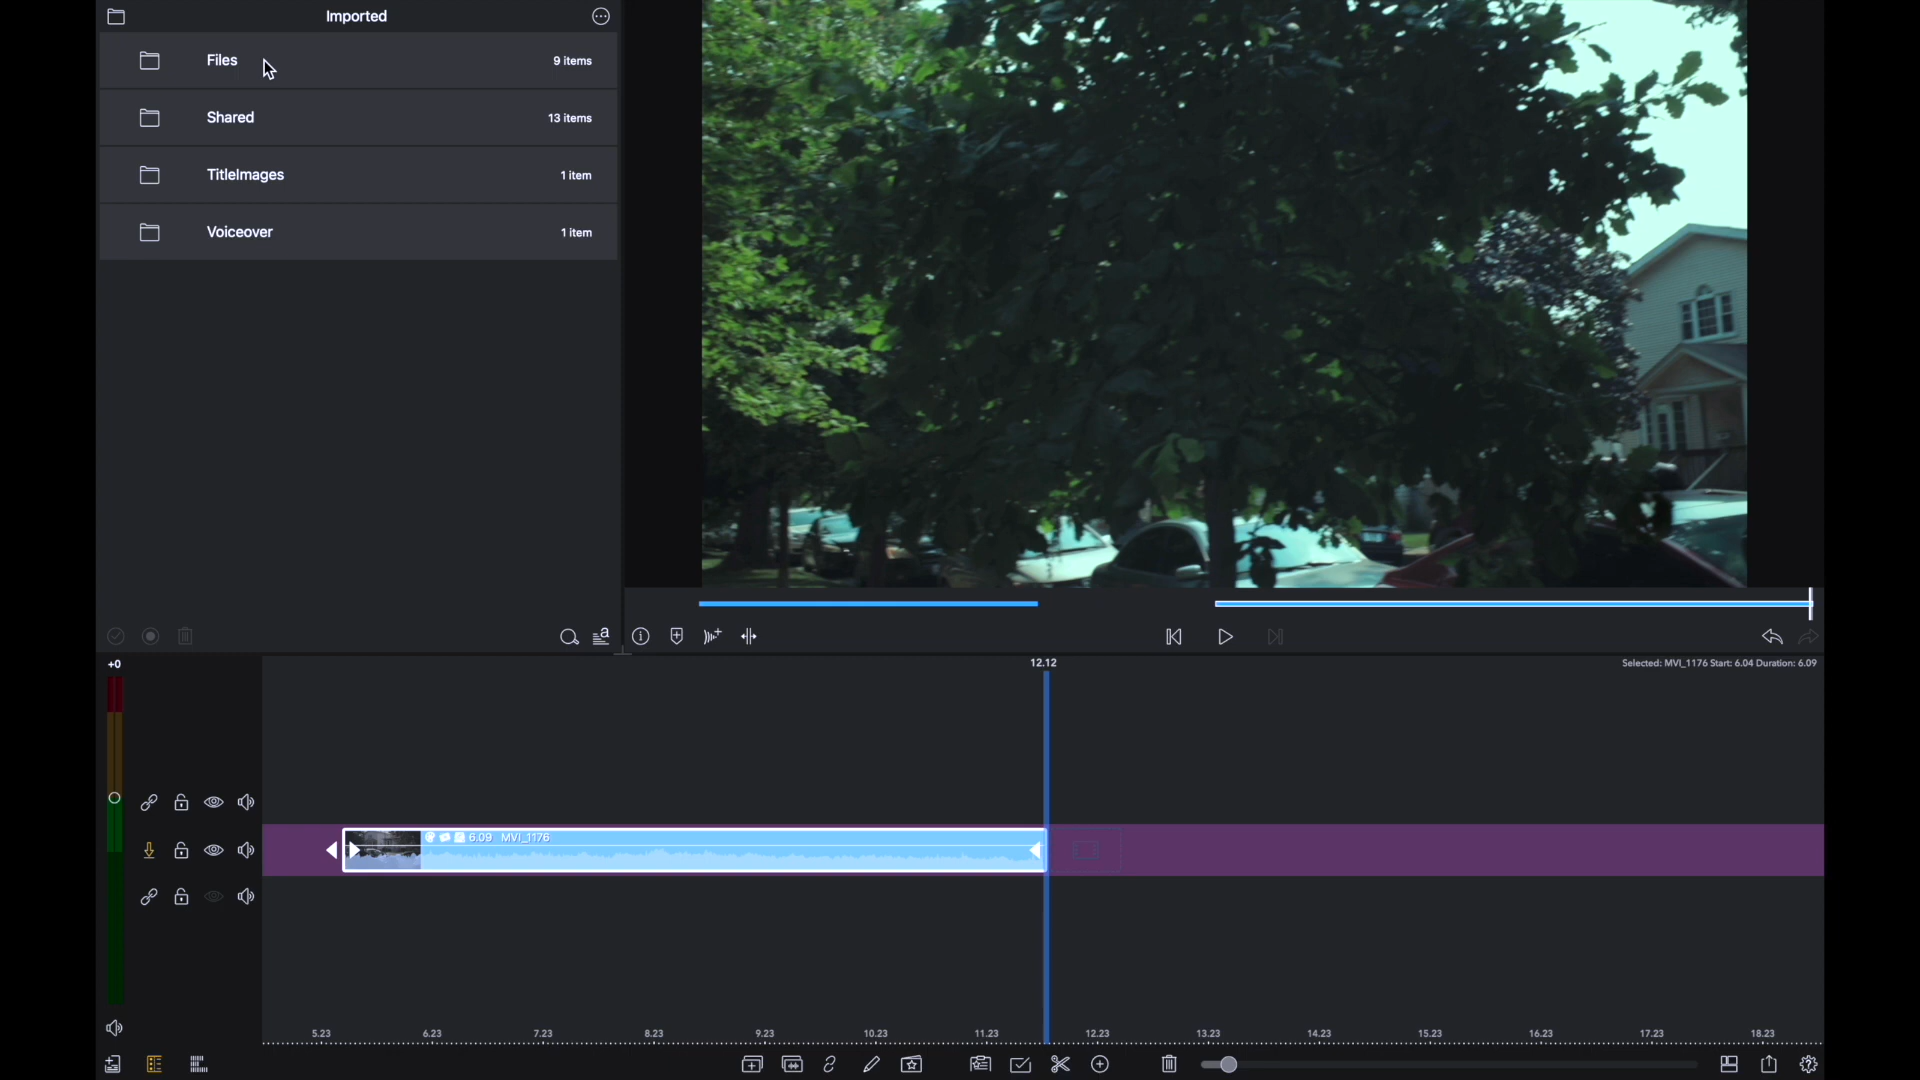 Imported
Files 9 items
Shared 13 items
TitleImages 1 item
Voiceover 1 item
+0
12.12
Selected: MVI_1176 Start: 6.04 Duration: 6.09
6.09 MVI_1176
5.23 6.23 7.23 8.23 9.23 10.23 11.23 12.23 13.23 14.23 15.23 16.23 17.23 18.23